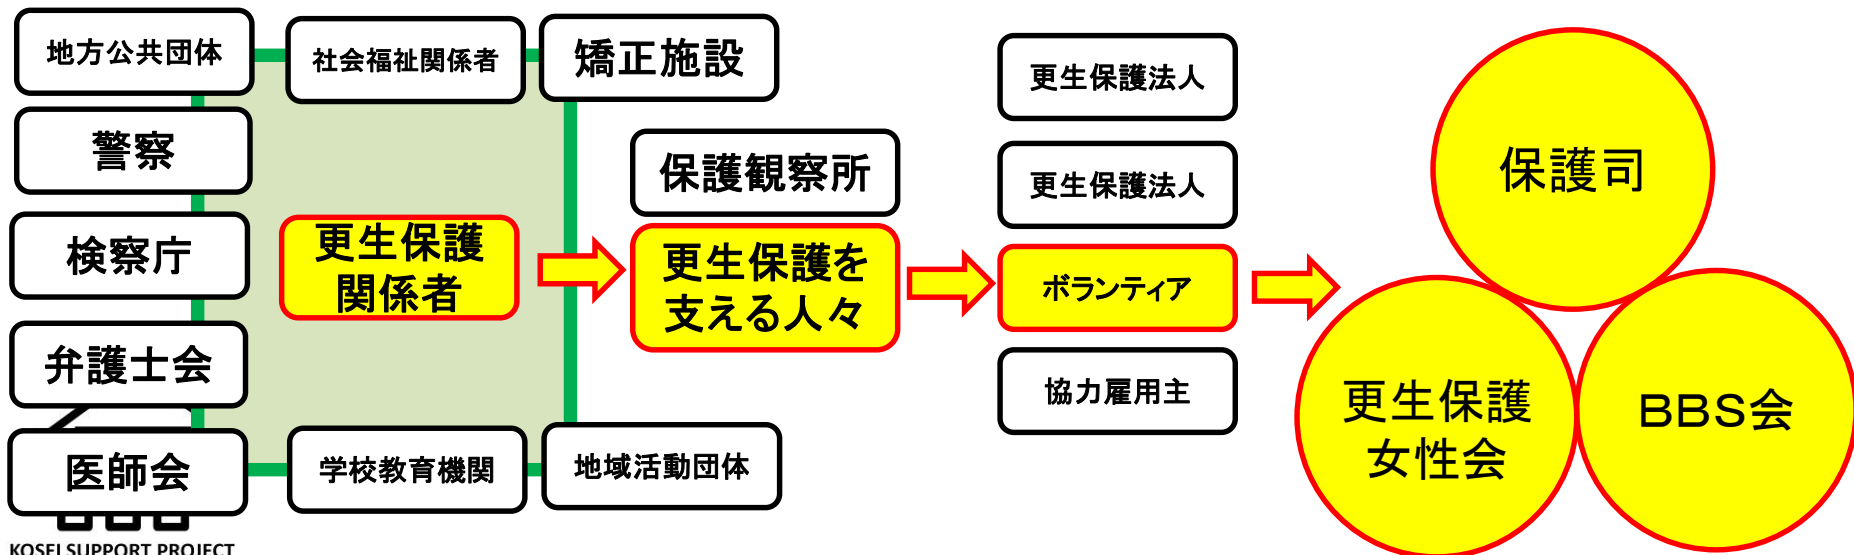 地方公共団体
社会福祉関係者
矯正施設
警察
検察庁
弁護士会
医師会
学校教育機関
地域活動団体
更生保護
関係者
保護観察所
更生保護を
支える人々
更生保護法人
更生保護法人
ボランティア
協力雇用主
保護司
更生保護
女性会
BBS会
KOSEI SUPPORT PROJECT